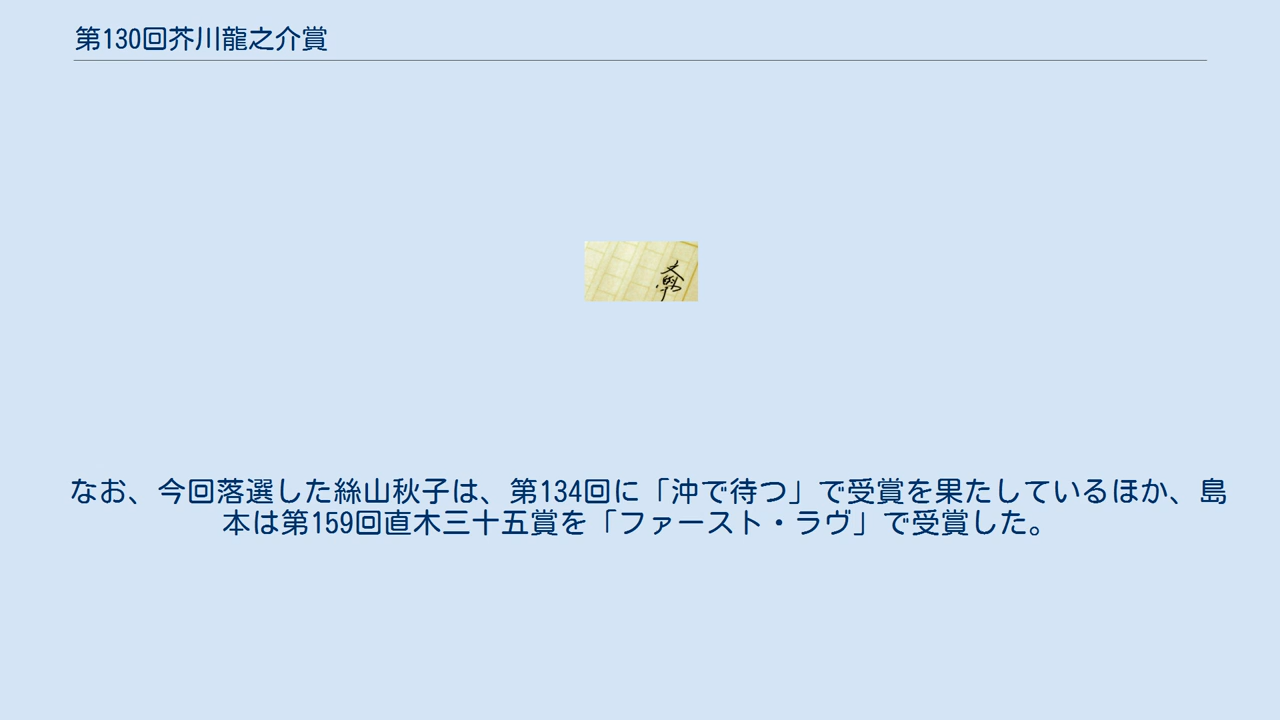 第130回芥川龍之介賞
なお、今回落選した絲山秋子は、第134回に「沖で待つ」で受賞を果たしているほか、島
本は第159回直木三十五賞を「ファースト・ラヴ」で受賞した。